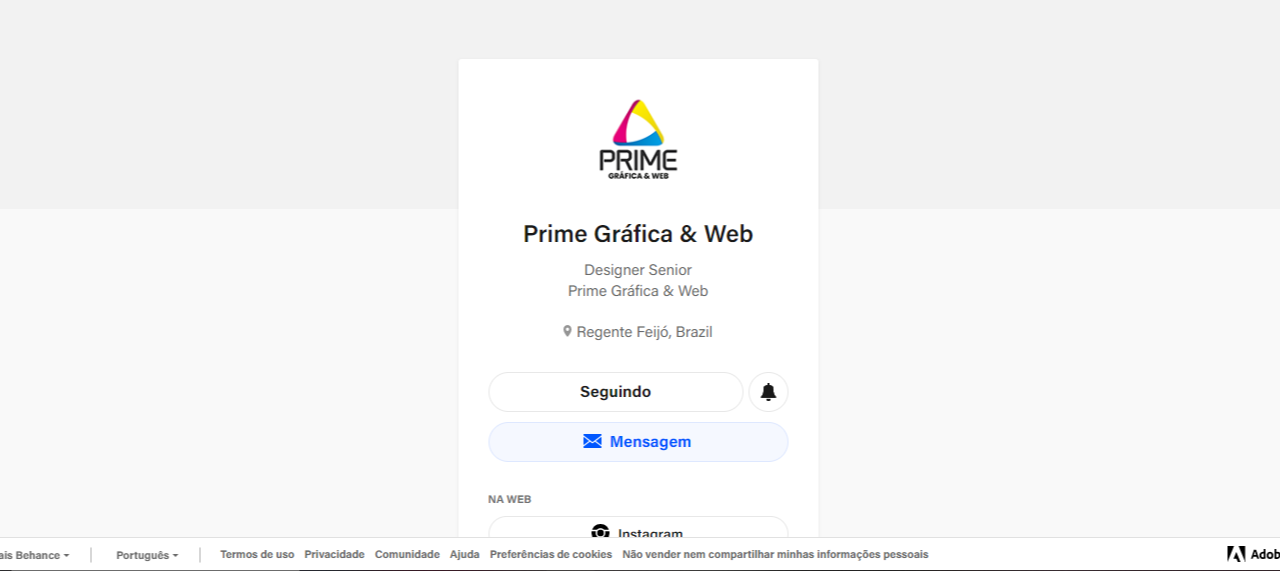 PRIME
GRÁFICA & WEB
Prime Gráfica & Web
Designer Senior
Prime Gráfica & Web
Regente Feijó, Brazil
Seguindo
Mensagem
NA WEB
Instagram
ais Behance
Português
Termos de uso Privacidade Comunidade Ajuda Preferências de cookies Não vender nem compartilhar minhas informações pessoais
Adob